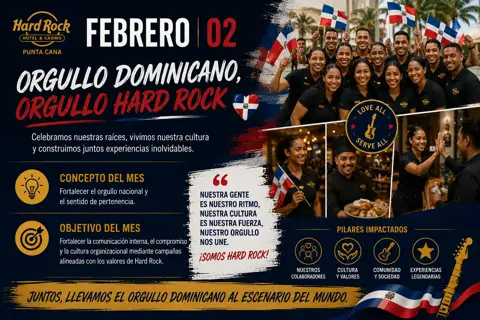 Hard Rock
HOTEL & CASINO
PUNTA CANA
FEBRERO | 02
ORGULLO DOMINICANO,
ORGULLO HARD ROCK
Celebramos nuestras raíces, vivimos nuestra cultura
y construimos juntos experiencias inolvidables.
CONCEPTO DEL MES
Fortalecer el orgullo nacional y
el sentido de pertenencia.
OBJETIVO DEL MES
Fortalecer la comunicación interna, el compromiso
y la cultura organizacional mediante campañas
alineadas con los valores de Hard Rock.
LOVE ALL
SERVE ALL
“
NUESTRA GENTE
ES NUESTRO RITMO,
NUESTRA CULTURA
ES NUESTRA FUERZA,
NUESTRO ORGULLO
NOS UNE.
¡SOMOS HARD ROCK!
PILARES IMPACTADOS
NUESTROS
COLABORADORES
CULTURA
Y VALORES
COMUNIDAD
Y SOCIEDAD
EXPERIENCIAS
LEGENDARIAS
JUNTOS, LLEVAMOS EL ORGULLO DOMINICANO AL ESCENARIO DEL MUNDO.